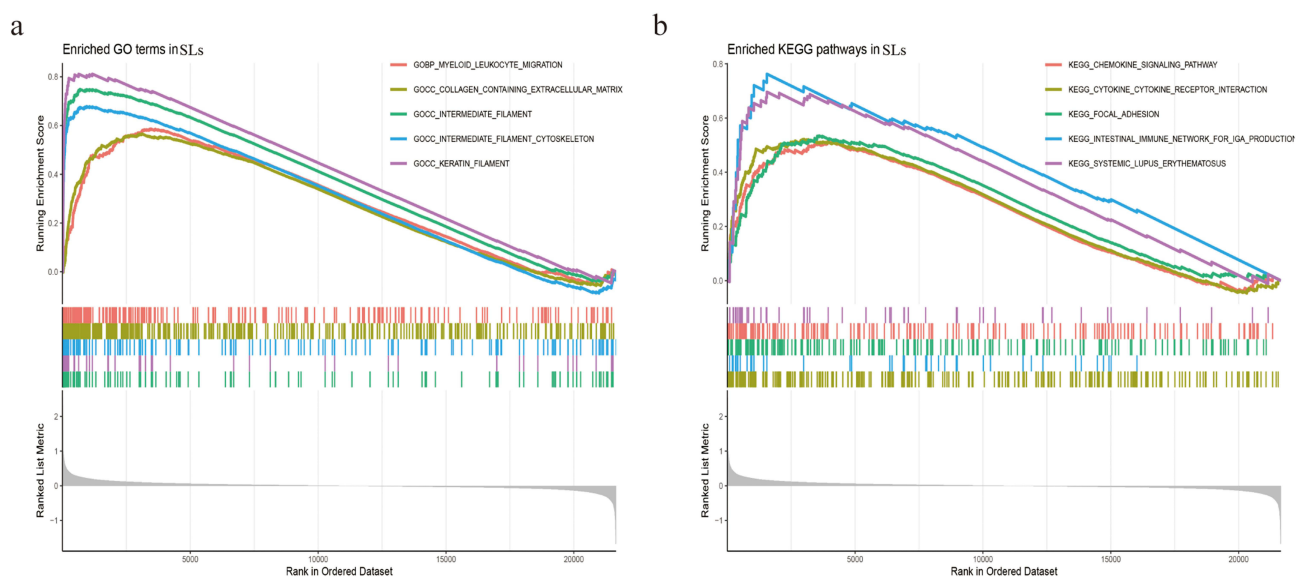 a
Enriched GO terms in SLs
0.8
0.6
0.4
0.2
0.0
Running Enrichment Score
GOBP_MYELOID_LEUKOCYTE_MIGRATION
GOCC_COLLAGEN_CONTAINING_EXTRACELLULAR_MATRIX
GOCC_INTERMEDIATE_FILAMENT
GOCC_INTERMEDIATE_FILAMENT_CYTOSKELETON
GOCC_KERATIN_FILAMENT
2
1
0
−1
Ranked List Metric
5000 10000 15000 20000
Rank in Ordered Dataset
b
Enriched KEGG pathways in SLs
0.8
0.6
0.4
0.2
0.0
Running Enrichment Score
KEGG_CHEMOKINE_SIGNALING_PATHWAY
KEGG_CYTOKINE_CYTOKINE_RECEPTOR_INTERACTION
KEGG_FOCAL_ADHESION
KEGG_INTESTINAL_IMMUNE_NETWORK_FOR_IGA_PRODUCTION
KEGG_SYSTEMIC_LUPUS_ERYTHEMATOSUS
2
1
0
−1
Ranked List Metric
5000 10000 15000 20000
Rank in Ordered Dataset